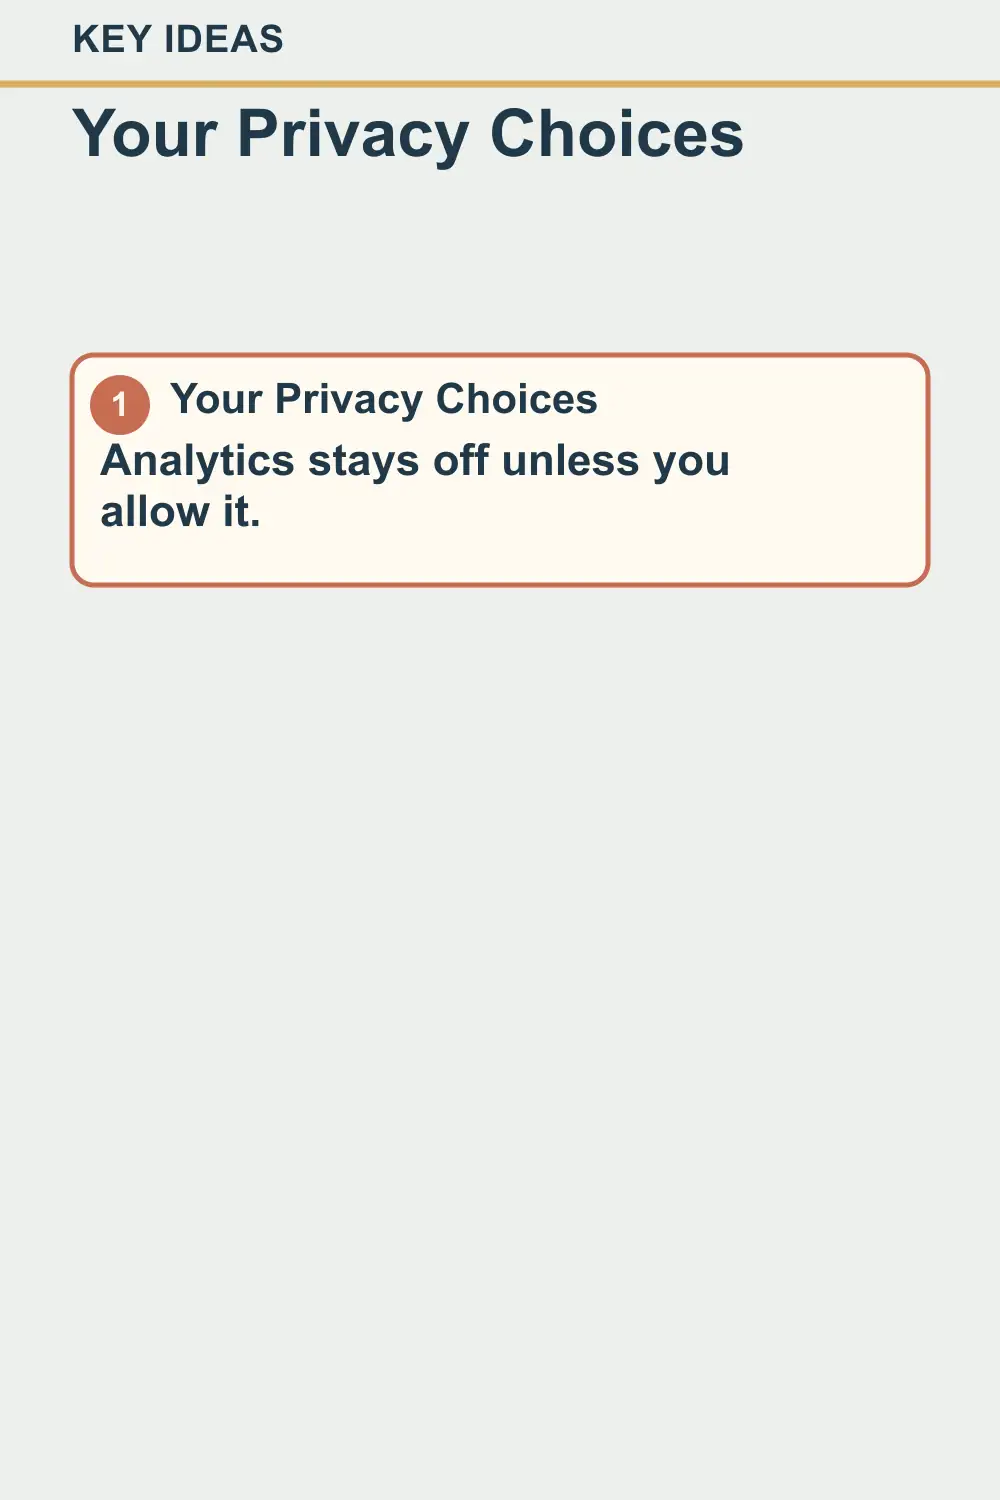 KEY IDEAS
Your Privacy Choices
1 Your Privacy Choices
Analytics stays off unless you
allow it.